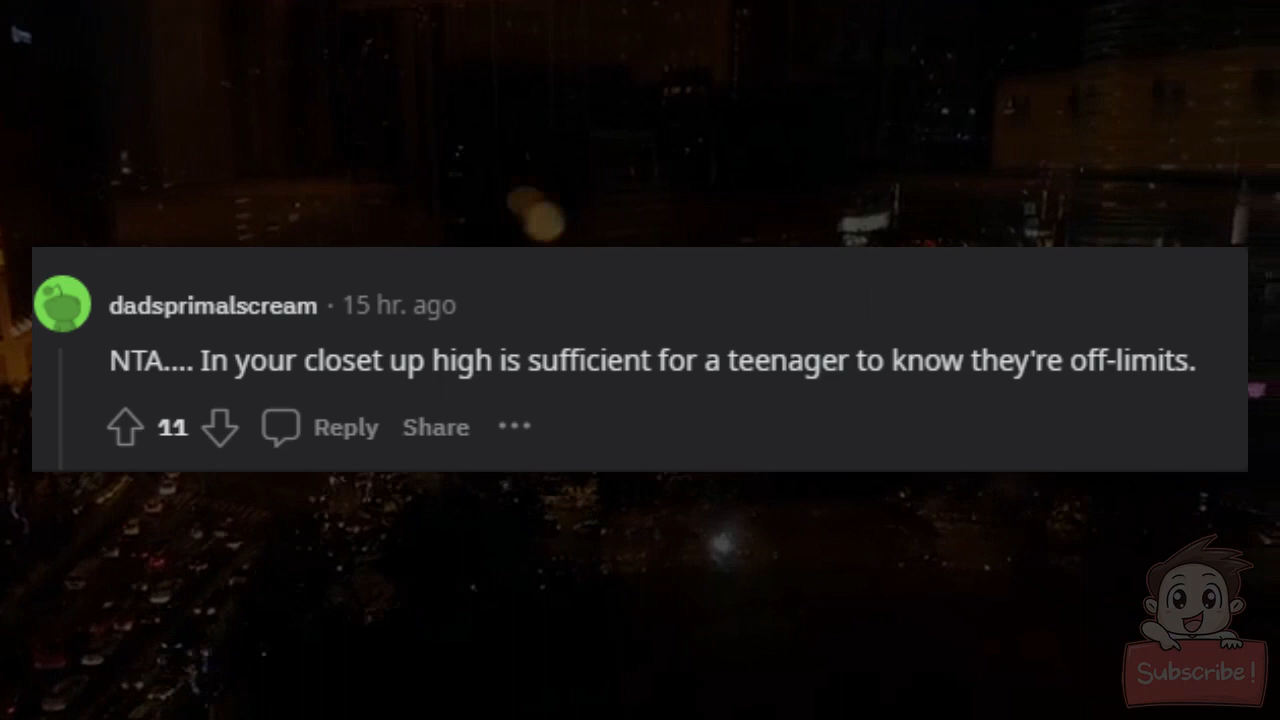 dadsprimalscream · 15 hr. ago
NTA.... In your closet up high is sufficient for a teenager to know they're off-limits.
11 Reply Share ···
Subscribe!